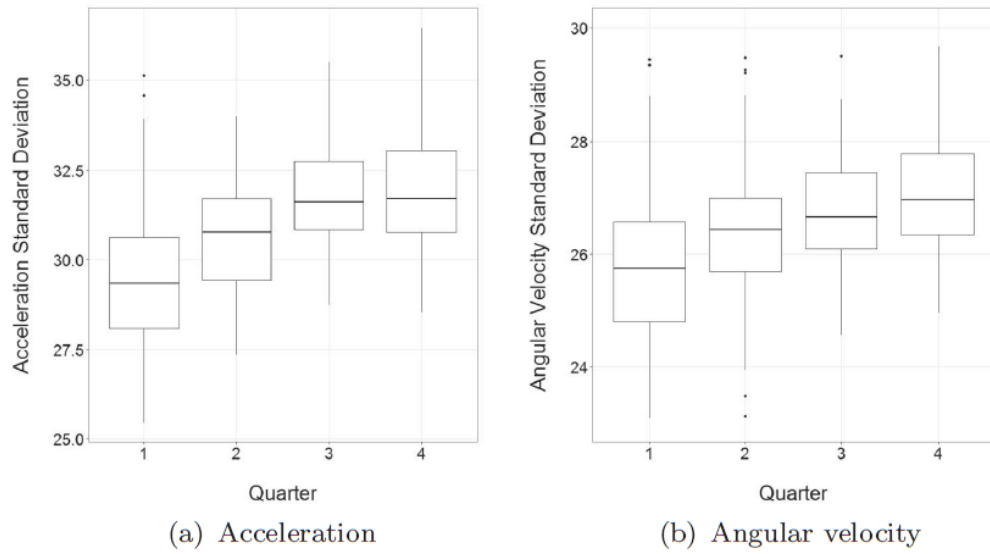 Acceleration Standard Deviation
35.0
32.5
30.0
27.5
25.0
1 2 3 4
Quarter
(a) Acceleration
Angular Velocity Standard Deviation
30
28
26
24
1 2 3 4
Quarter
(b) Angular velocity